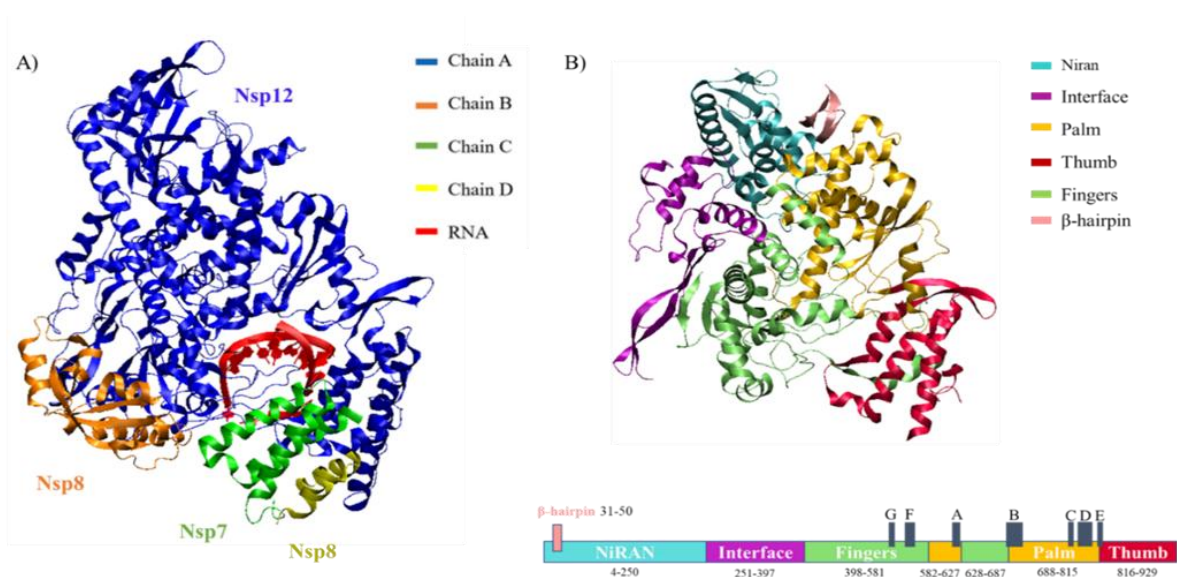 A)
Chain A
Chain B
Chain C
Chain D
RNA
Nsp12
Nsp8
Nsp7
Nsp8
B)
Niran
Interface
Palm
Thumb
Fingers
β-hairpin
β-hairpin 31-50
G F A B C D E
NiRAN Interface Fingers Palm Thumb
4-250 251-397 398-581 582-627 628-687 688-815 816-929